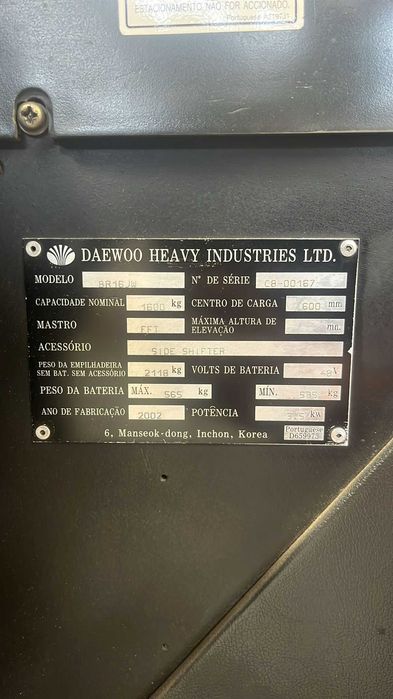 ESTACIONAMENTO NÃO FOR ACCIONADO.
Portuguese A219731
DAEWOO HEAVY INDUSTRIES LTD.
MODELO BR16JW Nº DE SÉRIE CB-00167
CAPACIDADE NOMINAL 1600 kg CENTRO DE CARGA 600 mm
MASTRO FFT MÁXIMA ALTURA DE ELEVAÇÃO mm.
ACESSÓRIO SIDE SHIFTER
PESO DA EMPILHADEIRA SEM BAT. SEM ACESSÓRIO 2118 kg VOLTS DE BATERIA 48 V
PESO DA BATERIA MÁX. 565 kg MÍN. kg
ANO DE FABRICAÇÃO 2002 POTÊNCIA kw
6, Manseok-dong, Inchon, Korea
Portuguese
D659973